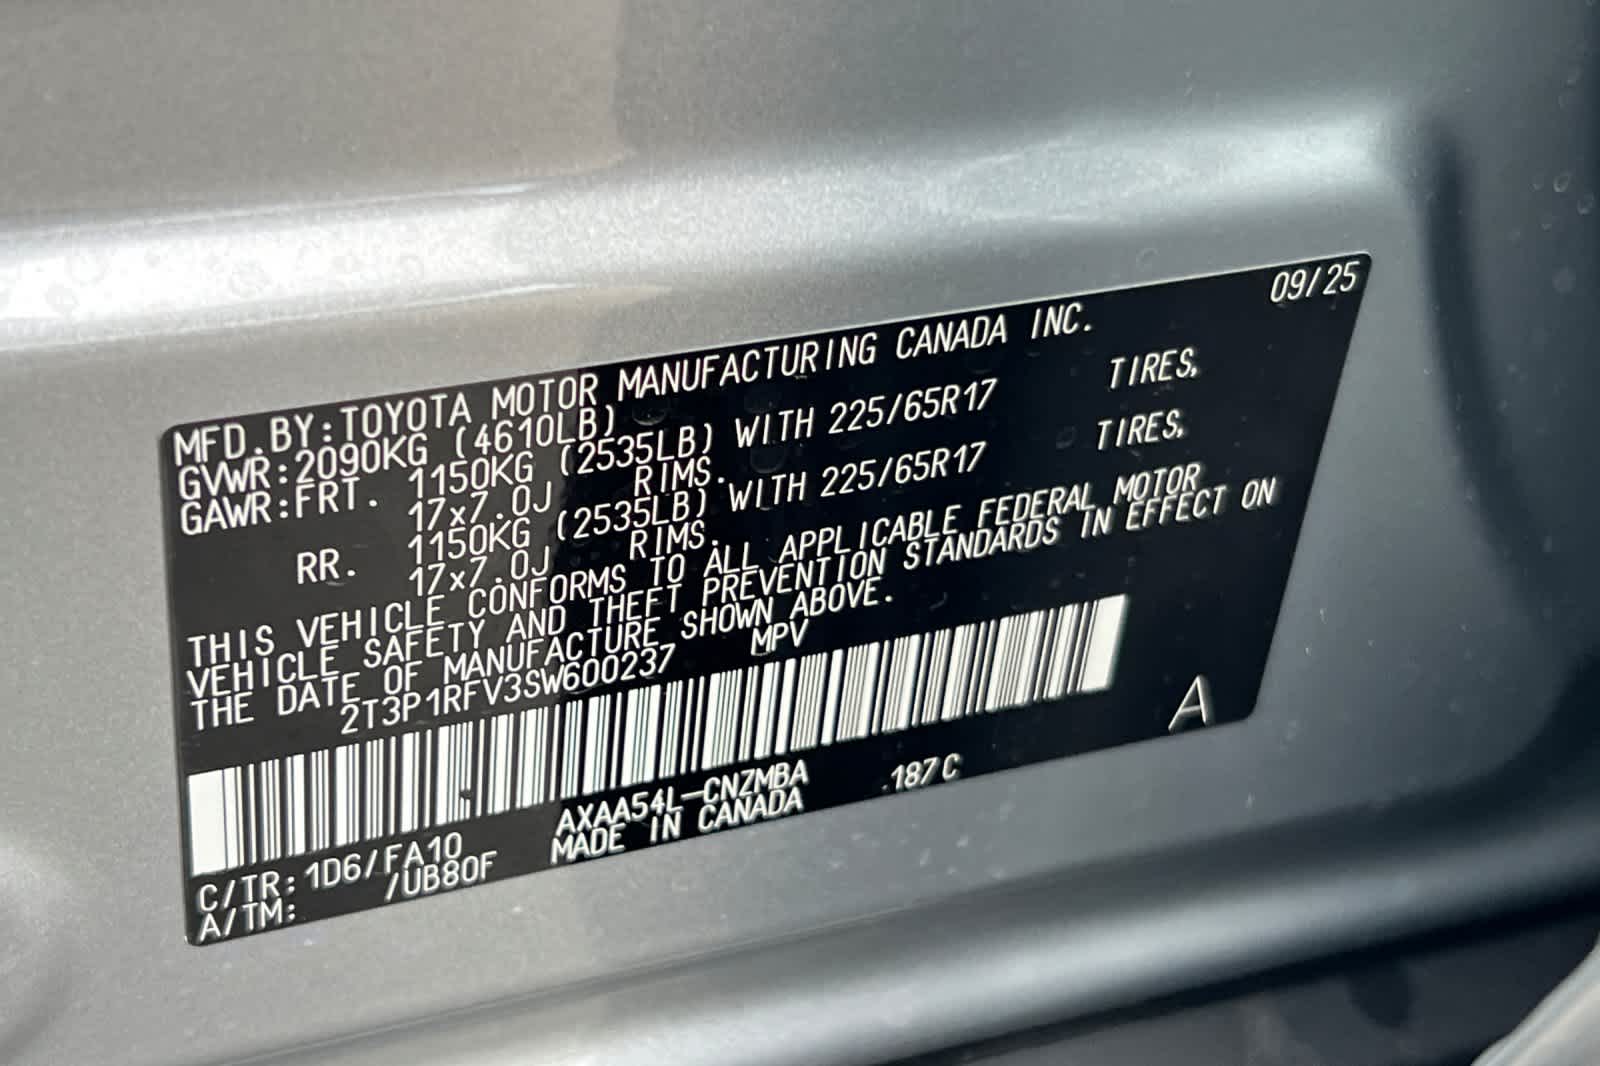 09/25
MFD.BY:TOYOTA MOTOR MANUFACTURING CANADA INC.
GVWR:2090KG (4610LB)
GAWR:FRT. 1150KG (2535LB) WITH 225/65R17 TIRES,
17x7.0J RIMS.
RR. 1150KG (2535LB) WITH 225/65R17 TIRES,
17x7.0J RIMS.
THIS VEHICLE CONFORMS TO ALL APPLICABLE FEDERAL MOTOR
VEHICLE SAFETY AND THEFT PREVENTION STANDARDS IN EFFECT ON
THE DATE OF MANUFACTURE SHOWN ABOVE.
2T3P1RFV3SW600237 MPV
A
C/TR: 1D6/FA10 AXAA54L-CNZMBA 187C
A/TM: /UB80F MADE IN CANADA